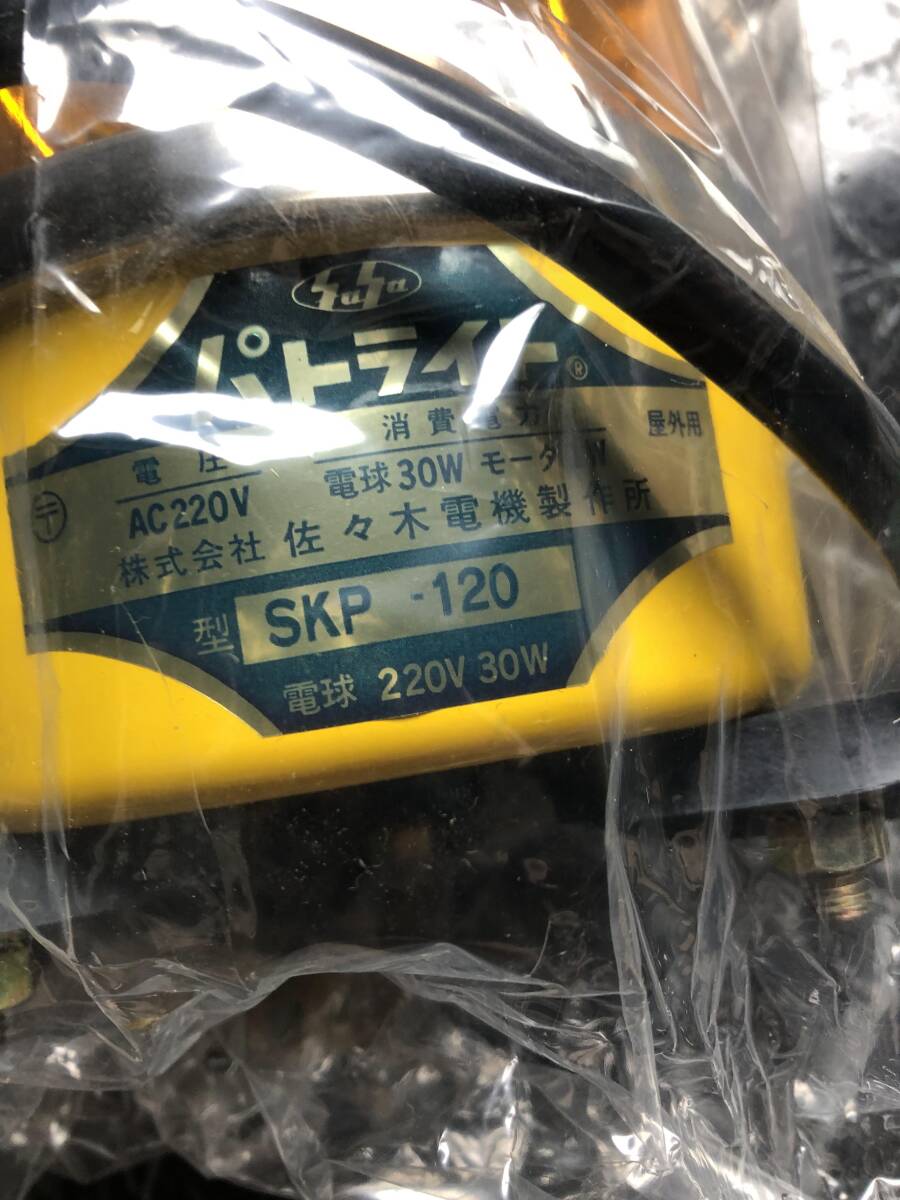 SaSa
パトライト®
消費電力 屋外用
電圧 電球30W モータ W
〒 AC220V
株式会社 佐々木電機製作所
型 SKP -120
電球 220V 30W